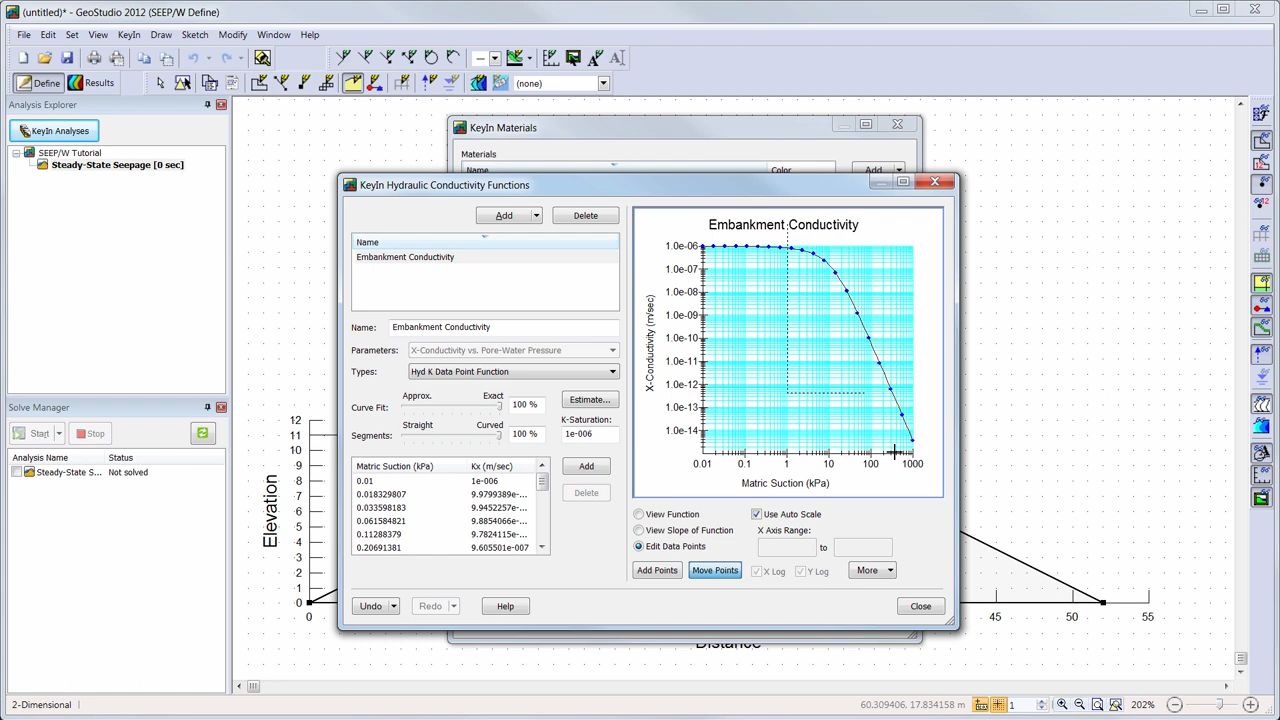 (untitled)* - GeoStudio 2012 (SEEP/W Define)
File Edit Set View KeyIn Draw Sketch Modify Window Help
Define Results (none)
Analysis Explorer
KeyIn Analyses
SEEP/W Tutorial
Steady-State Seepage [0 sec]
Solve Manager
Start Stop
Analysis Name Status
Steady-State S... Not solved
KeyIn Materials
Materials
Name Color Add
KeyIn Hydraulic Conductivity Functions
Add Delete
Name
Embankment Conductivity
Name: Embankment Conductivity
Parameters: X-Conductivity vs. Pore-Water Pressure
Types: Hyd K Data Point Function
Approx. Exact
Curve Fit: 100 % Estimate...
Straight Curved K-Saturation:
Segments: 100 % 1e-006
Matric Suction (kPa) Kx (m/sec) Add
0.01 1e-006
0.018329807 9.9799389e-...
Delete
0.033598183 9.9452257e-...
0.061584821 9.8854066e-...
0.11288379 9.7824115e-...
0.20691381 9.605501e-007
Undo Redo Help
Embankment Conductivity
1.0e-06
1.0e-07
1.0e-08
1.0e-09
1.0e-10
1.0e-11
1.0e-12
1.0e-13
1.0e-14
X-Conductivity (m/sec)
0.01 0.1 1 10 100 1000
Matric Suction (kPa)
View Function Use Auto Scale
View Slope of Function X Axis Range:
Edit Data Points to
Add Points Move Points X Log Y Log More
Close
12
11
10
9
8
7
6
5
4
3
2
1
0
Elevation
0 45 50 55
Distance
2-Dimensional 60.309406, 17.834158 m 1 202%